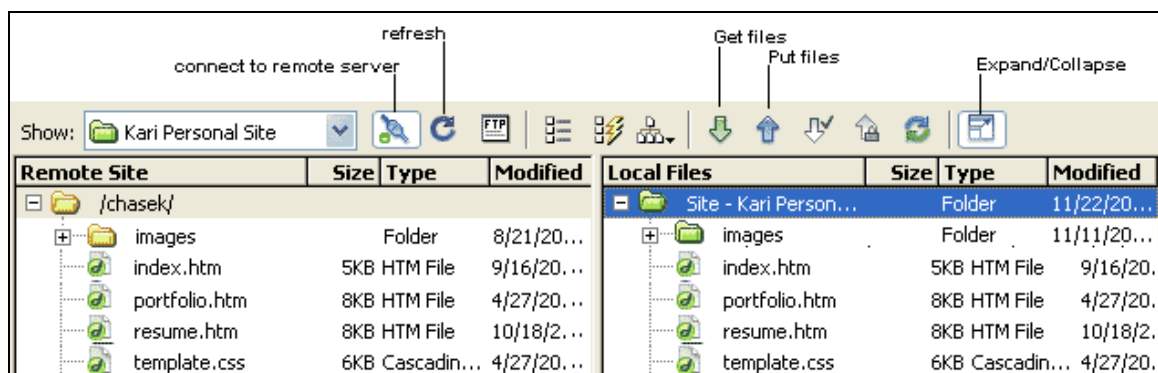 refresh
Get files
Put files
connect to remote server
Expand/Collapse
Show: Kari Personal Site FTP
Remote Site Size Type Modified
/chasek/
images Folder 8/21/20...
index.htm 5KB HTM File 9/16/20...
portfolio.htm 8KB HTM File 4/27/20...
resume.htm 8KB HTM File 10/18/2...
template.css 6KB Cascadin... 4/27/20...
Local Files Size Type Modified
Site - Kari Person... Folder 11/22/20...
images Folder 11/11/20...
index.htm 5KB HTM File 9/16/20.
portfolio.htm 8KB HTM File 4/27/20.
resume.htm 8KB HTM File 10/18/2.
template.css 6KB Cascadin... 4/27/20.